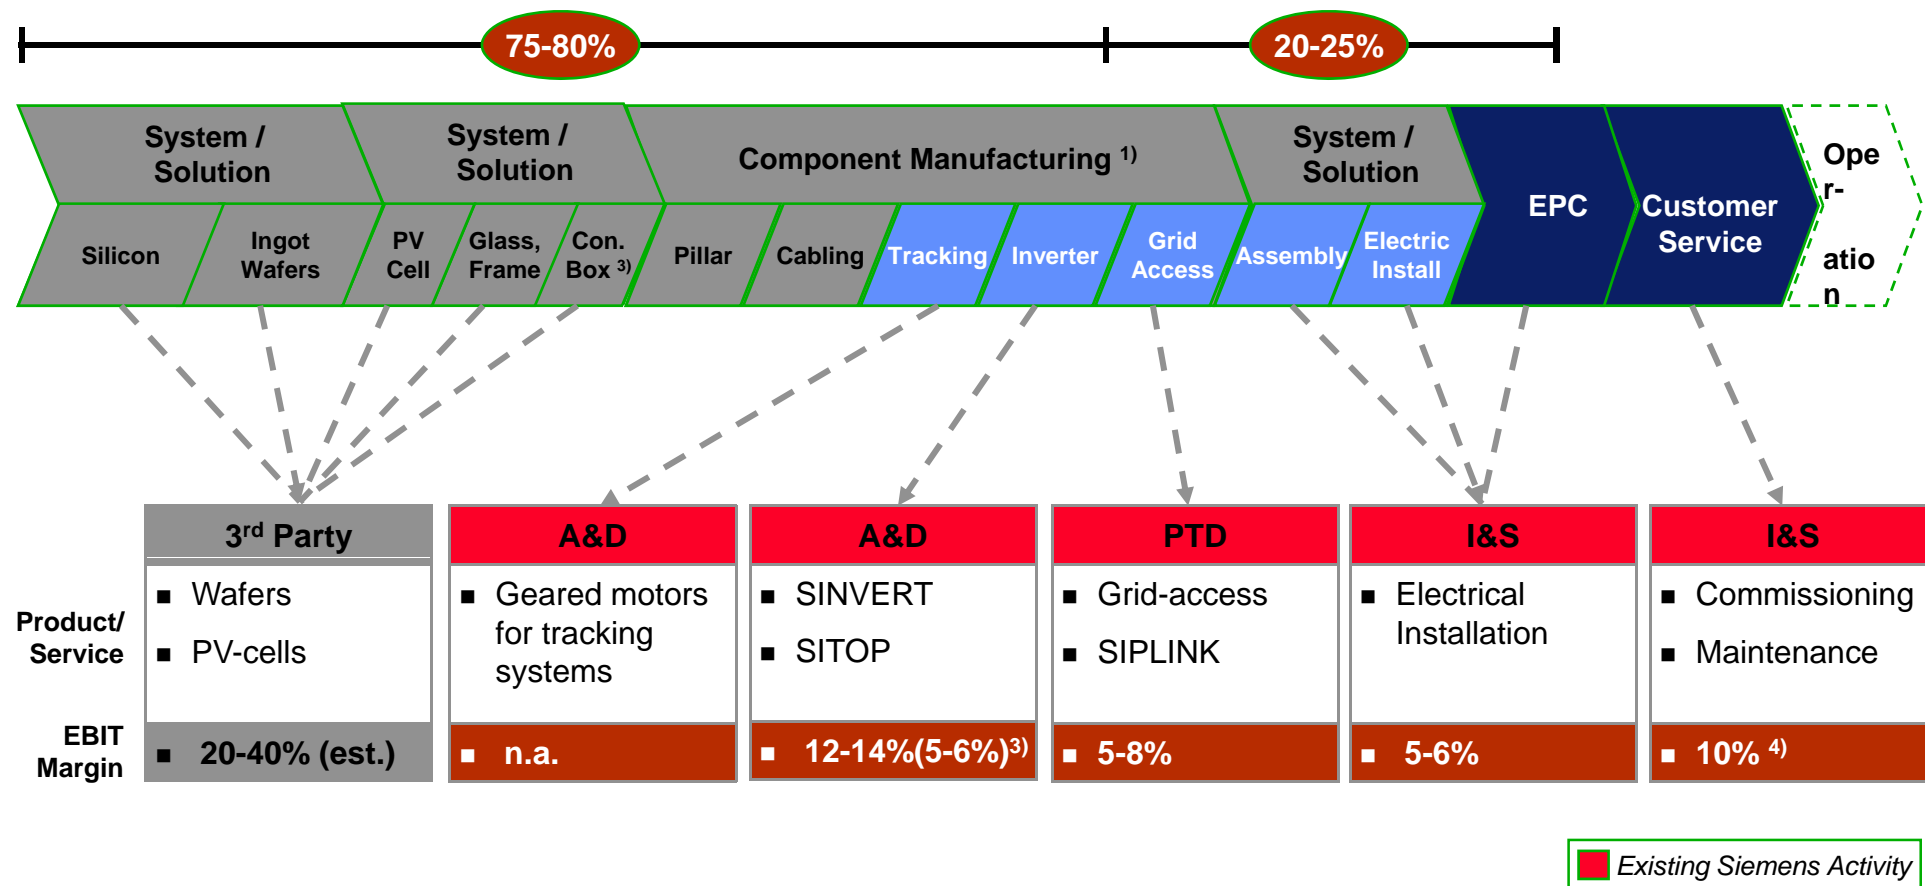 75-80%
20-25%
System /
Solution
System /
Solution
Component Manufacturing 1)
System /
Solution
EPC
Customer
Service
Ope
r-
atio
n
Silicon
Ingot
Wafers
PV
Cell
Glass,
Frame
Con.
Box 3)
Pillar
Cabling
Tracking
Inverter
Grid
Access
Assembly
Electric
Install
3rd Party
A&D
A&D
PTD
I&S
I&S
Product/
Service
■ Wafers
■ PV-cells
■ Geared motors
for tracking
systems
■ SINVERT
■ SITOP
■ Grid-access
■ SIPLINK
■ Electrical
Installation
■ Commissioning
■ Maintenance
EBIT
Margin
■ 20-40% (est.)
■ n.a.
■ 12-14%(5-6%)3)
■ 5-8%
■ 5-6%
■ 10% 4)
Existing Siemens Activity